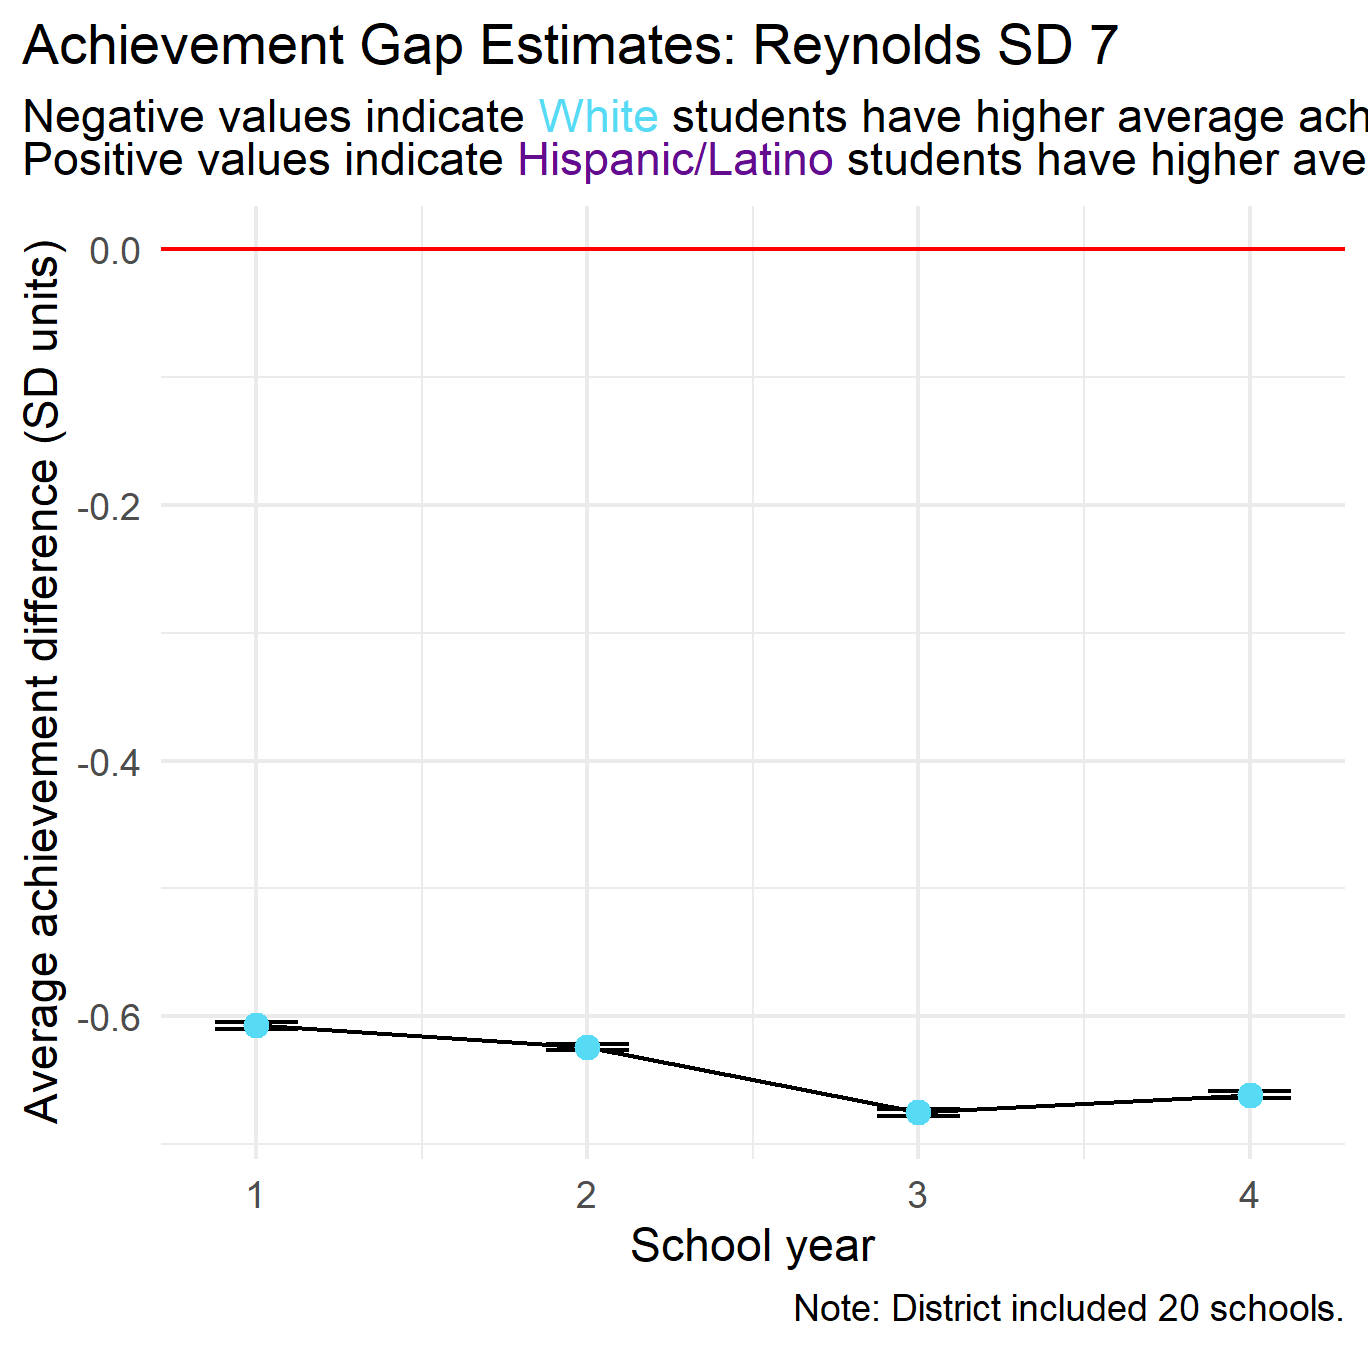 Achievement Gap Estimates: Reynolds SD 7
Negative values indicate White students have higher average ach
Positive values indicate Hispanic/Latino students have higher ave
Average achievement difference (SD units)
0.0
-0.2
-0.4
-0.6
1 2 3 4
School year
Note: District included 20 schools.